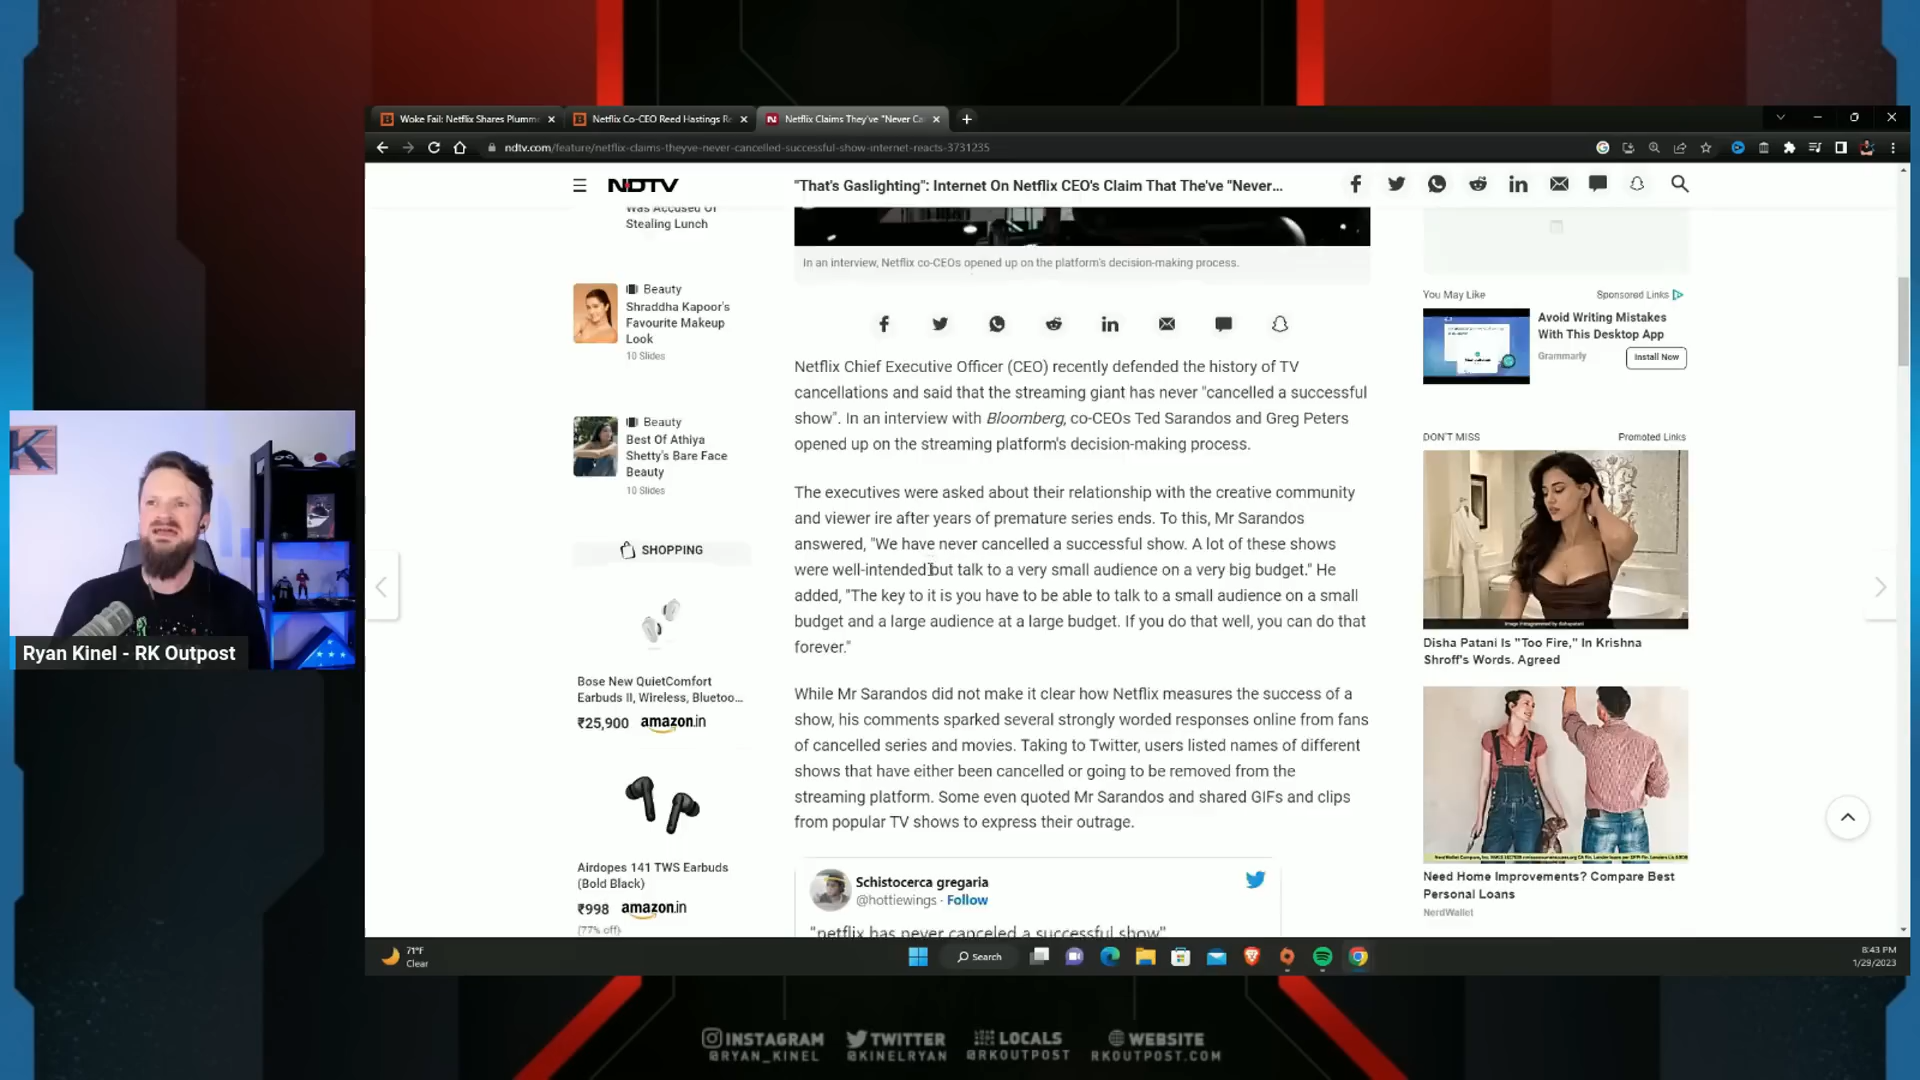 Woke Fail: Netflix Shares Plumm
Netflix Co-CEO Reed Hastings Re
Netflix Claims They've "Never Ca
ndtv.com/feature/netflix-claims-theyve-never-cancelled-successful-show-internet-reacts-3731235
NDTV
"That's Gaslighting": Internet On Netflix CEO's Claim That The've "Never...
Was Accused Of
Stealing Lunch
Beauty
Shraddha Kapoor's
Favourite Makeup
Look
10 Slides
Beauty
Best Of Athiya
Shetty's Bare Face
Beauty
10 Slides
SHOPPING
Bose New QuietComfort
Earbuds II, Wireless, Bluetoo...
₹25,900 amazon.in
Airdopes 141 TWS Earbuds
(Bold Black)
₹998 amazon.in
(77% off)
In an interview, Netflix co-CEOs opened up on the platform's decision-making process.
Netflix Chief Executive Officer (CEO) recently defended the history of TV
cancellations and said that the streaming giant has never "cancelled a successful
show". In an interview with Bloomberg, co-CEOs Ted Sarandos and Greg Peters
opened up on the streaming platform's decision-making process.
The executives were asked about their relationship with the creative community
and viewer ire after years of premature series ends. To this, Mr Sarandos
answered, "We have never cancelled a successful show. A lot of these shows
were well-intended but talk to a very small audience on a very big budget." He
added, "The key to it is you have to be able to talk to a small audience on a small
budget and a large audience at a large budget. If you do that well, you can do that
forever."
While Mr Sarandos did not make it clear how Netflix measures the success of a
show, his comments sparked several strongly worded responses online from fans
of cancelled series and movies. Taking to Twitter, users listed names of different
shows that have either been cancelled or going to be removed from the
streaming platform. Some even quoted Mr Sarandos and shared GIFs and clips
from popular TV shows to express their outrage.
Schistocerca gregaria
@hottiewings · Follow
"netflix has never canceled a successful show"
You May Like
Sponsored Links
Avoid Writing Mistakes
With This Desktop App
Grammarly
Install Now
DON'T MISS
Promoted Links
Disha Patani Is "Too Fire," In Krishna
Shroff's Words. Agreed
Need Home Improvements? Compare Best
Personal Loans
NerdWallet
K
Ryan Kinel - RK Outpost
71°F
Clear
Search
8:43 PM
1/29/2023
INSTAGRAM
@RYAN_KINEL
TWITTER
@KINELRYAN
LOCALS
@RKOUTPOST
WEBSITE
RKOUTPOST.COM